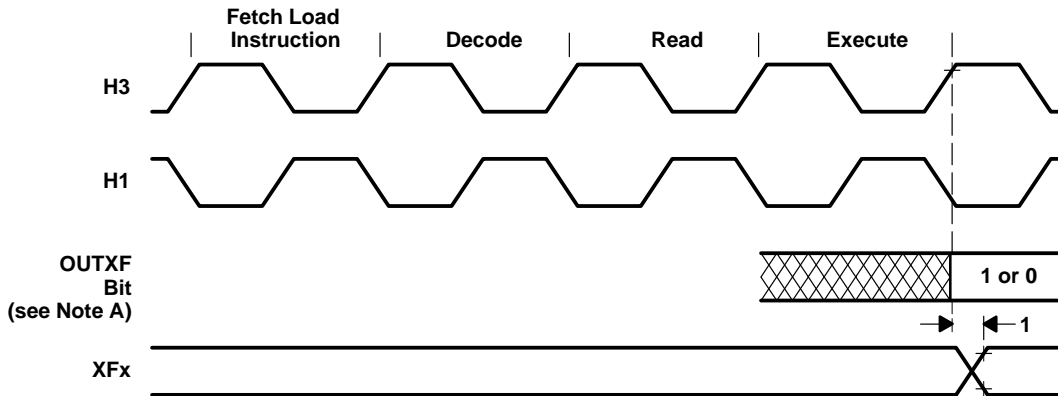 Fetch Load
Instruction
Decode
Read
Execute
H3
H1
OUTXF
Bit
(see Note A)
1 or 0
1
XFx